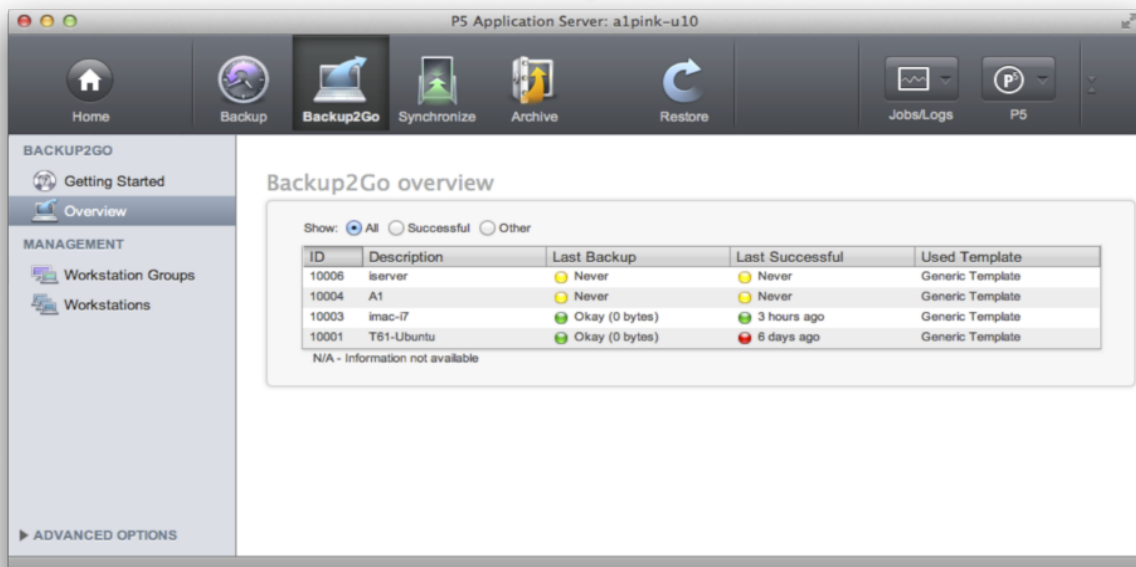 P5 Application Server: a1pink-u10
Home
Backup
Backup2Go
Synchronize
Archive
Restore
Jobs/Logs
P5
P5
BACKUP2GO
Getting Started
Overview
MANAGEMENT
Workstation Groups
Workstations
ADVANCED OPTIONS
Backup2Go overview
Show: All Successful Other
ID Description Last Backup Last Successful Used Template
10006 iserver Never Never Generic Template
10004 A1 Never Never Generic Template
10003 imac-i7 Okay (0 bytes) 3 hours ago Generic Template
10001 T61-Ubuntu Okay (0 bytes) 6 days ago Generic Template
N/A - Information not available